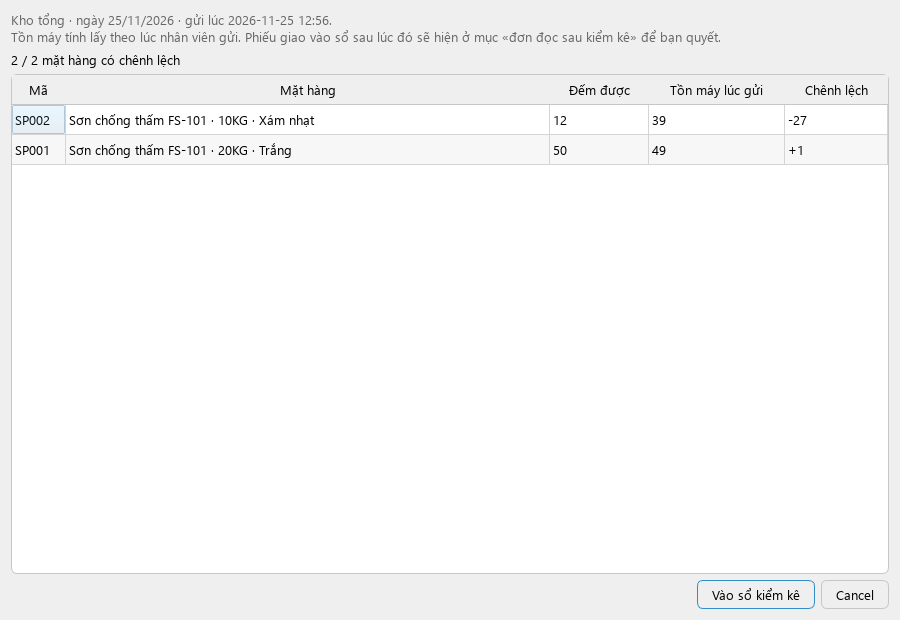 Kho tổng · ngày 25/11/2026 · gửi lúc 2026-11-25 12:56.
Tồn máy tính lấy theo lúc nhân viên gửi. Phiếu giao vào sổ sau lúc đó sẽ hiện ở mục «đơn đọc sau kiểm kê» để bạn quyết.
2 / 2 mặt hàng có chênh lệch
Mã Mặt hàng Đếm được Tồn máy lúc gửi Chênh lệch
SP002 Sơn chống thấm FS-101 · 10KG · Xám nhạt 12 39 -27
SP001 Sơn chống thấm FS-101 · 20KG · Trắng 50 49 +1
Vào sổ kiểm kê Cancel